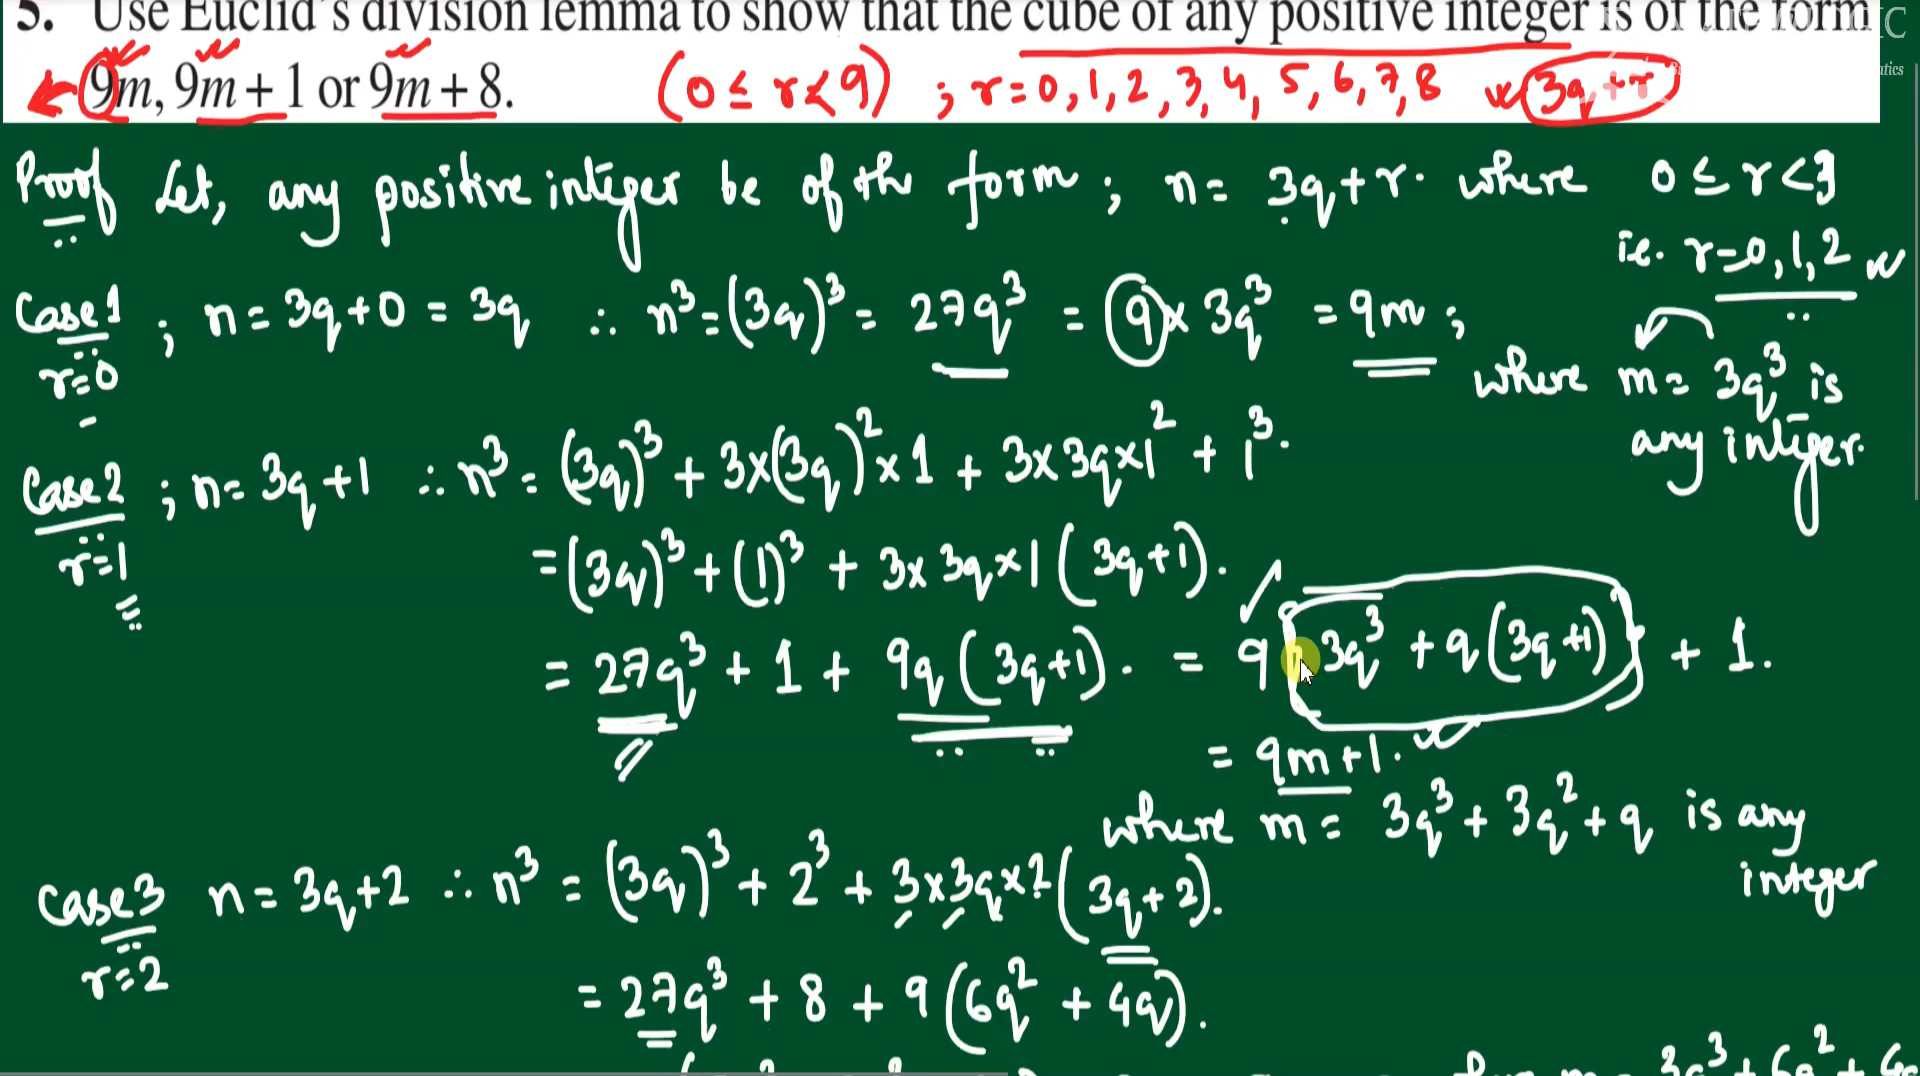 5. Use Euclid's division lemma to show that the cube of any positive integer is of the form
9m, 9m + 1 or 9m + 8. (0 ≤ r < 9) ; r = 0, 1, 2, 3, 4, 5, 6, 7, 8 3q + r
Proof Let, any positive integer be of the form ; n = 3q + r . where 0 ≤ r < 3
ie. r = 0, 1, 2
Case 1 ; n = 3q + 0 = 3q ∴ n³ = (3q)³ = 27q³ = 9 × 3q³ = 9m ;
r = 0
where m = 3q³ is
any integer.
Case 2 ; n = 3q + 1 ∴ n³ = (3q)³ + 3×(3q)²×1 + 3×3q×1² + 1³.
r = 1
= (3q)³ + (1)³ + 3×3q×1 (3q + 1).
= 27q³ + 1 + 9q (3q + 1). = 9 { 3q³ + q (3q + 1) } + 1.
= 9m + 1.
where m = 3q³ + 3q² + q is any
integer
Case 3 n = 3q + 2 ∴ n³ = (3q)³ + 2³ + 3×3q×2 (3q + 2).
r = 2
= 27q³ + 8 + 9 (6q² + 4q).